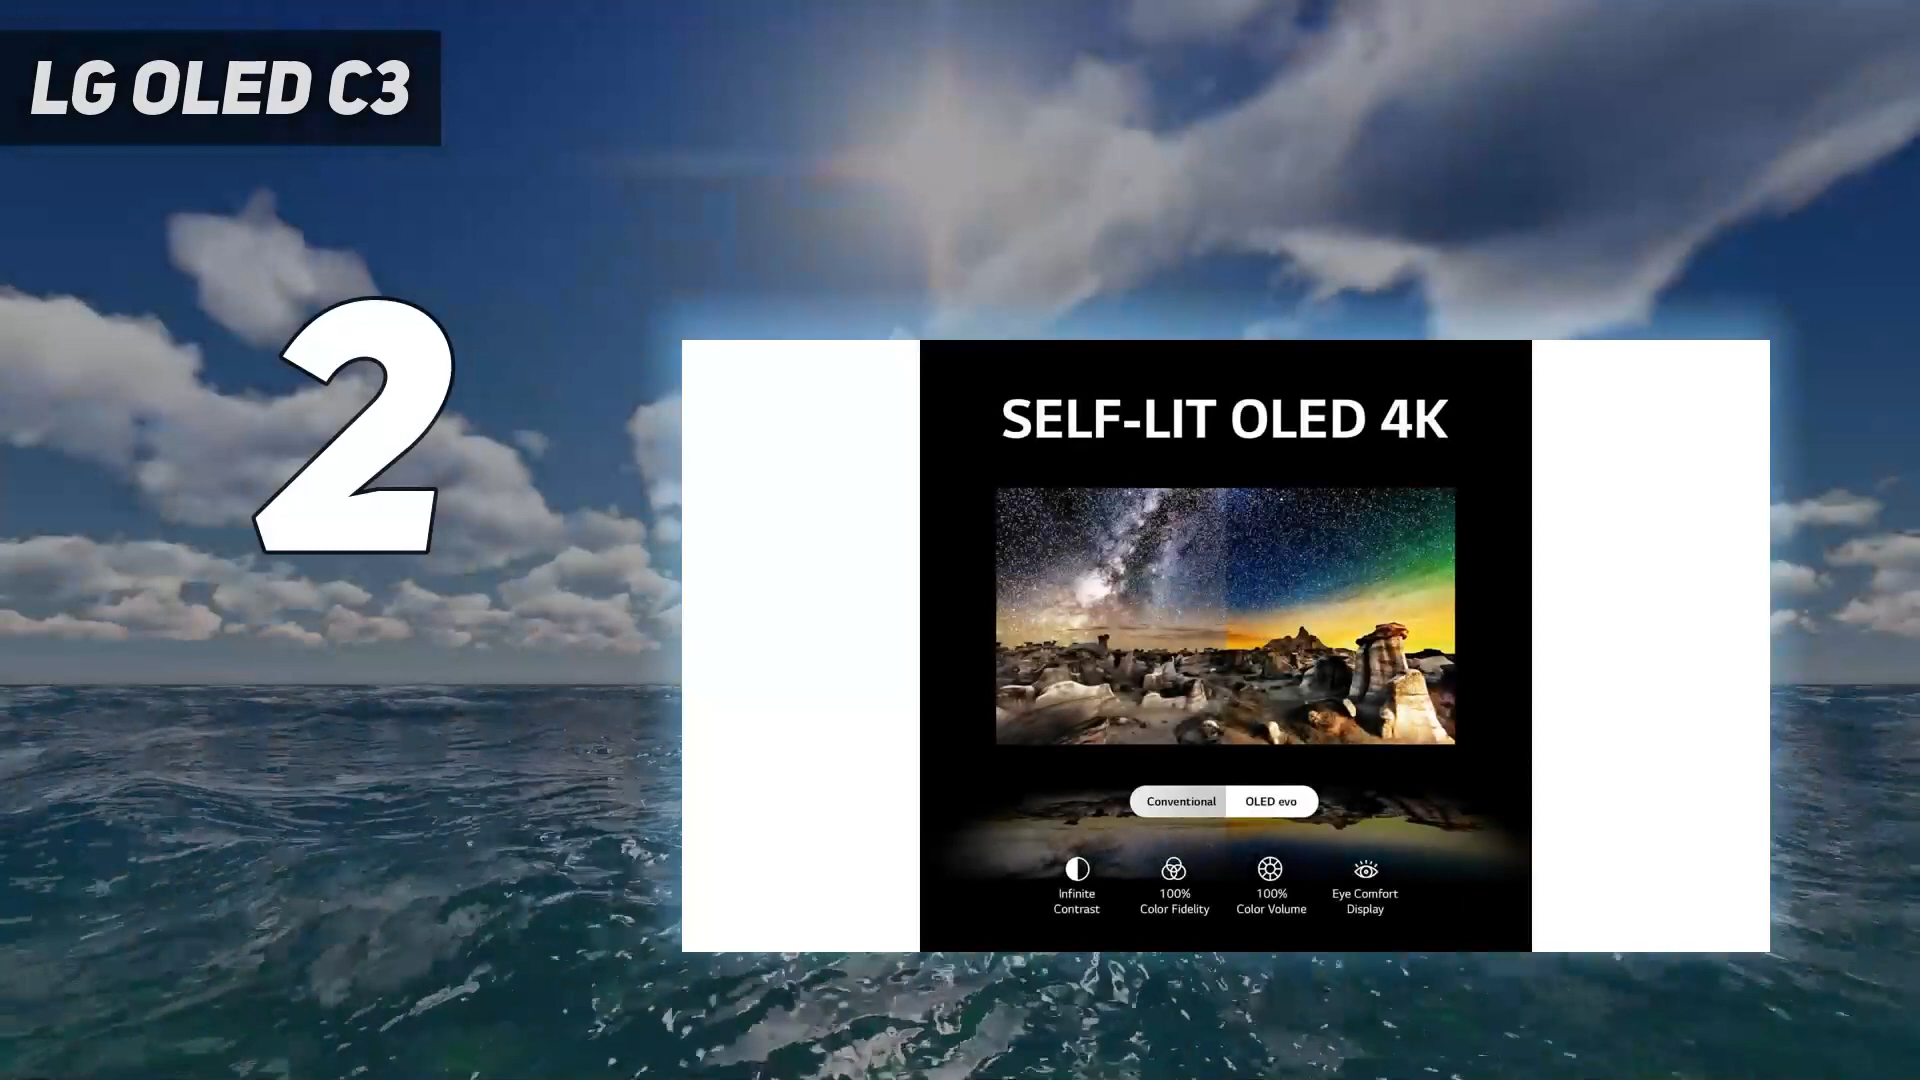 LG OLED C3
2
SELF-LIT OLED 4K
Conventional OLED evo
Infinite
Contrast
100%
Color Fidelity
100%
Color Volume
Eye Comfort
Display